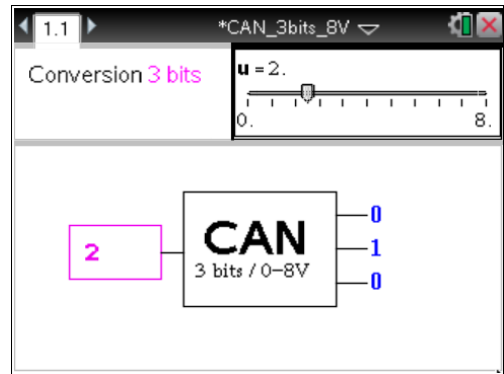 1.1
*CAN_3bits_8V
Conversion 3 bits
u = 2.
0.
8.
2
CAN
3 bits / 0–8V
0
1
0